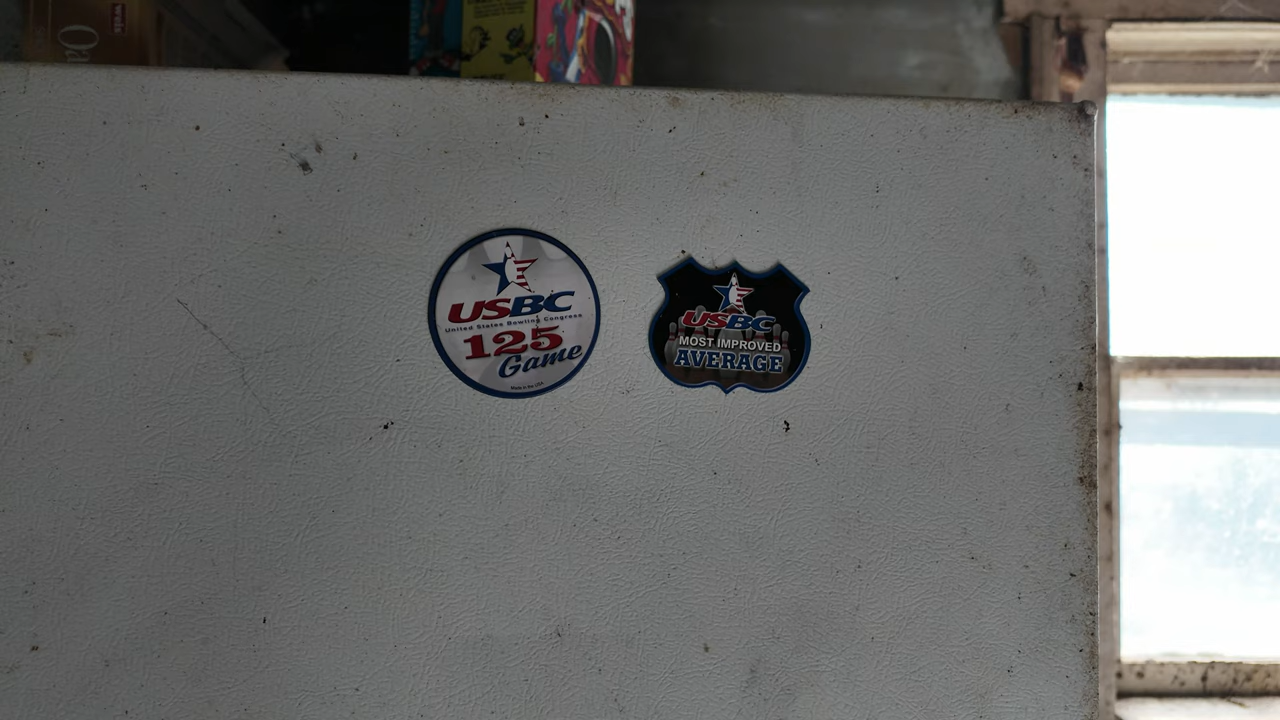 USBC
United States Bowling Congress
125
Game
Made in the USA
USBC
MOST IMPROVED
AVERAGE